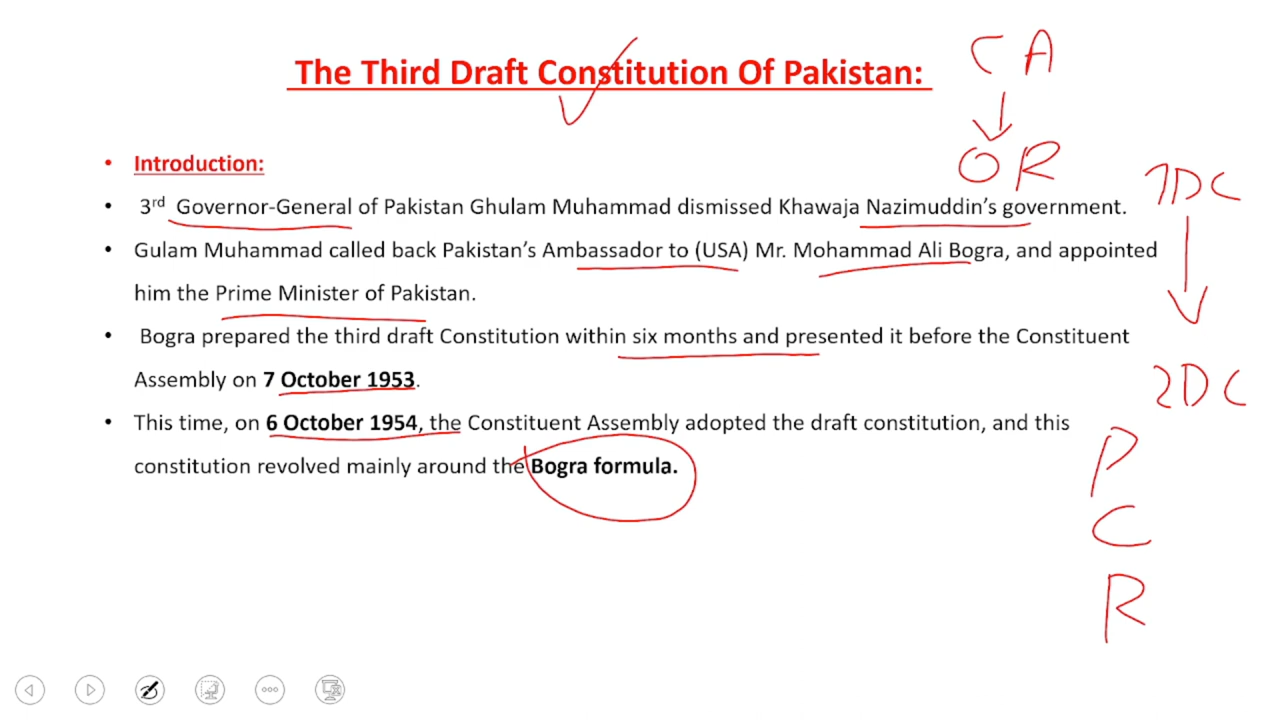 The Third Draft Constitution Of Pakistan:
C A
O R
1DC
2DC
P
C
R
• Introduction:
• 3rd Governor-General of Pakistan Ghulam Muhammad dismissed Khawaja Nazimuddin's government.
• Gulam Muhammad called back Pakistan's Ambassador to (USA) Mr. Mohammad Ali Bogra, and appointed
him the Prime Minister of Pakistan.
• Bogra prepared the third draft Constitution within six months and presented it before the Constituent
Assembly on 7 October 1953.
• This time, on 6 October 1954, the Constituent Assembly adopted the draft constitution, and this
constitution revolved mainly around the Bogra formula.